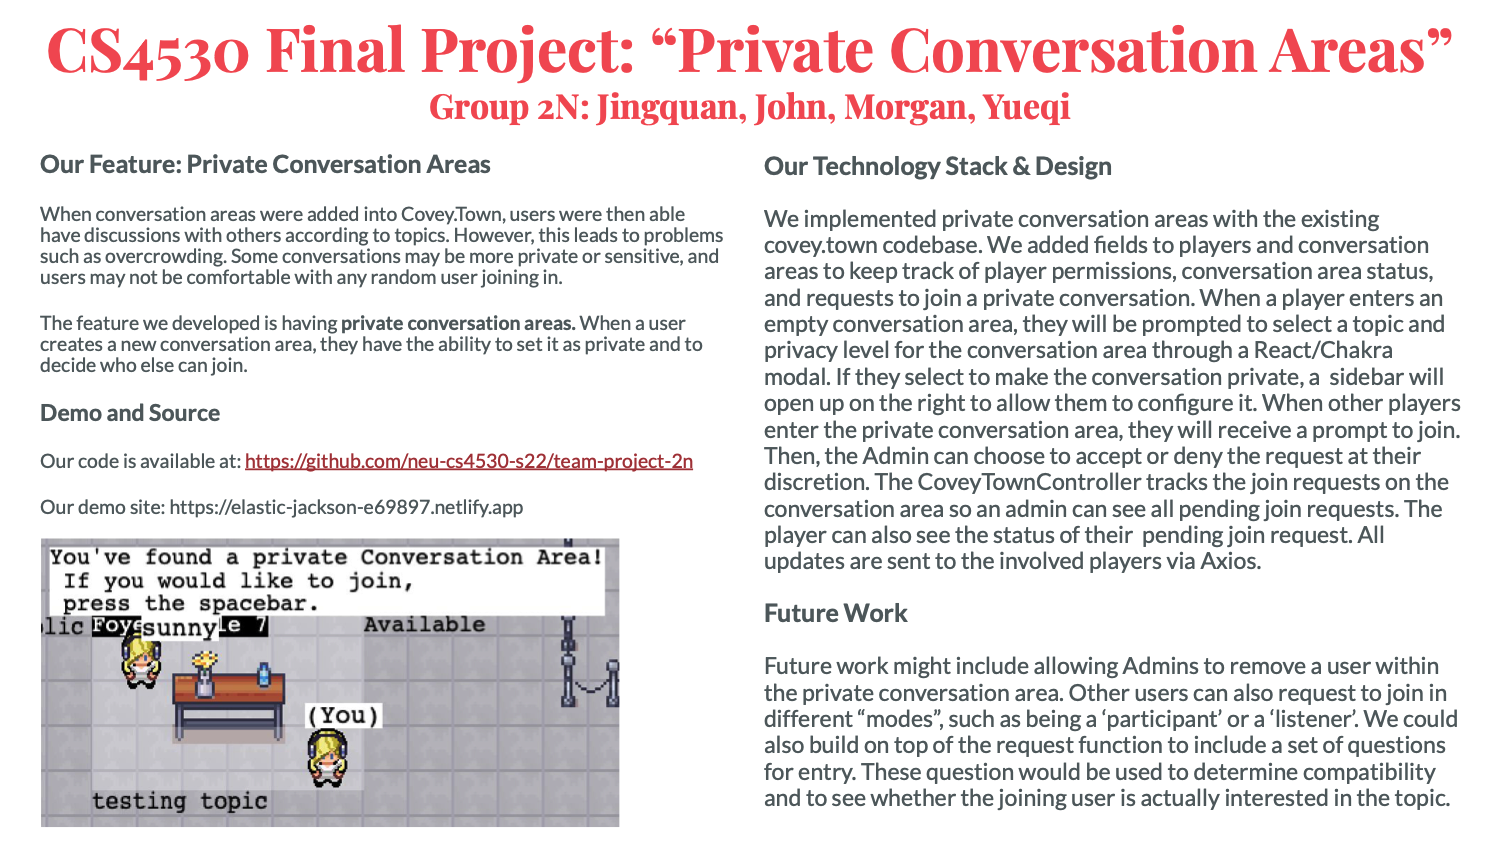 CS4530 Final Project: “Private Conversation Areas”
Group 2N: Jingquan, John, Morgan, Yueqi
Our Feature: Private Conversation Areas
When conversation areas were added into Covey.Town, users were then able
have discussions with others according to topics. However, this leads to problems
such as overcrowding. Some conversations may be more private or sensitive, and
users may not be comfortable with any random user joining in.
The feature we developed is having private conversation areas. When a user
creates a new conversation area, they have the ability to set it as private and to
decide who else can join.
Demo and Source
Our code is available at: https://github.com/neu-cs4530-s22/team-project-2n
Our demo site: https://elastic-jackson-e69897.netlify.app
You've found a private Conversation Area!
If you would like to join,
press the spacebar.
sunny
Available
(You)
testing topic
Our Technology Stack & Design
We implemented private conversation areas with the existing
covey.town codebase. We added fields to players and conversation
areas to keep track of player permissions, conversation area status,
and requests to join a private conversation. When a player enters an
empty conversation area, they will be prompted to select a topic and
privacy level for the conversation area through a React/Chakra
modal. If they select to make the conversation private, a  sidebar will
open up on the right to allow them to configure it. When other players
enter the private conversation area, they will receive a prompt to join.
Then, the Admin can choose to accept or deny the request at their
discretion. The CoveyTownController tracks the join requests on the
conversation area so an admin can see all pending join requests. The
player can also see the status of their  pending join request. All
updates are sent to the involved players via Axios.
Future Work
Future work might include allowing Admins to remove a user within
the private conversation area. Other users can also request to join in
different “modes”, such as being a ‘participant’ or a ‘listener’. We could
also build on top of the request function to include a set of questions
for entry. These question would be used to determine compatibility
and to see whether the joining user is actually interested in the topic.